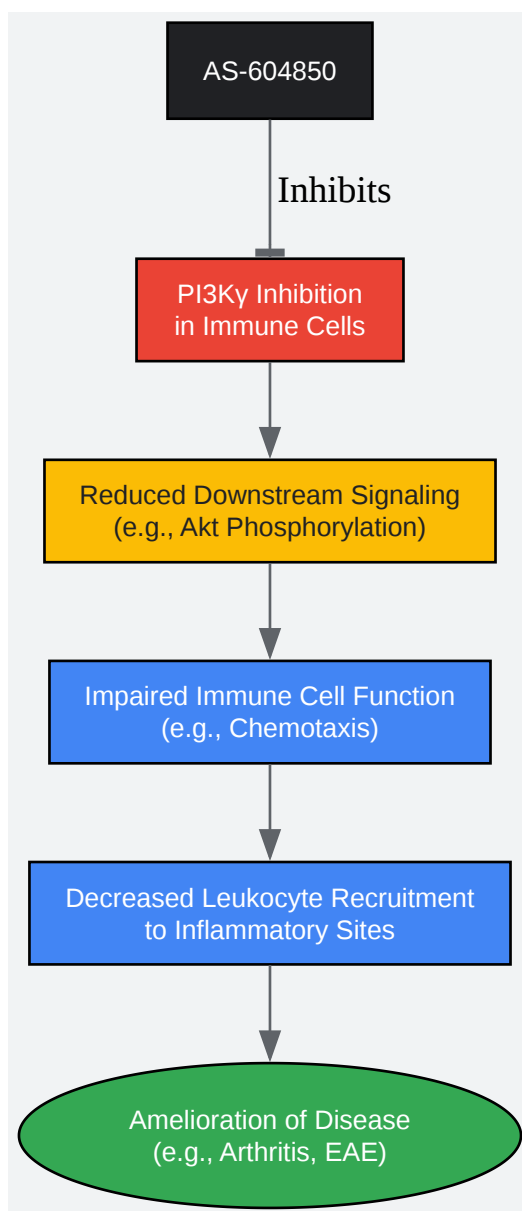 AS-604850
Inhibits
PI3Kγ Inhibition
in Immune Cells
Reduced Downstream Signaling
(e.g., Akt Phosphorylation)
Impaired Immune Cell Function
(e.g., Chemotaxis)
Decreased Leukocyte Recruitment
to Inflammatory Sites
Amelioration of Disease
(e.g., Arthritis, EAE)